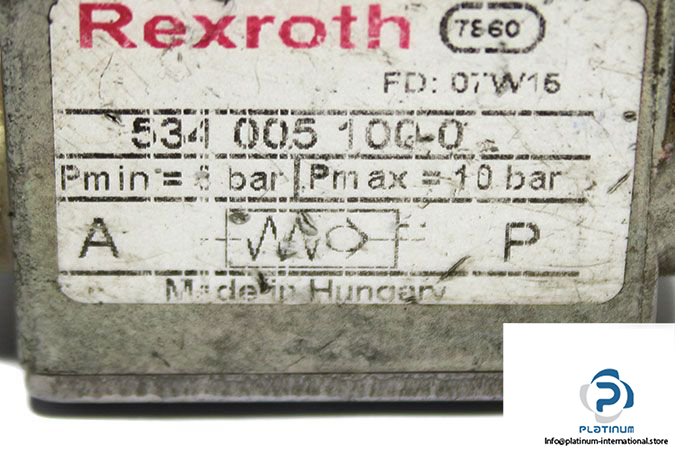 Rexroth 7860
FD: 07W15
534 005 100-0
Pmin = bar Pmax = 10 bar
A P
Made in Hungary
PLATINUM
Info@platinum-international.store